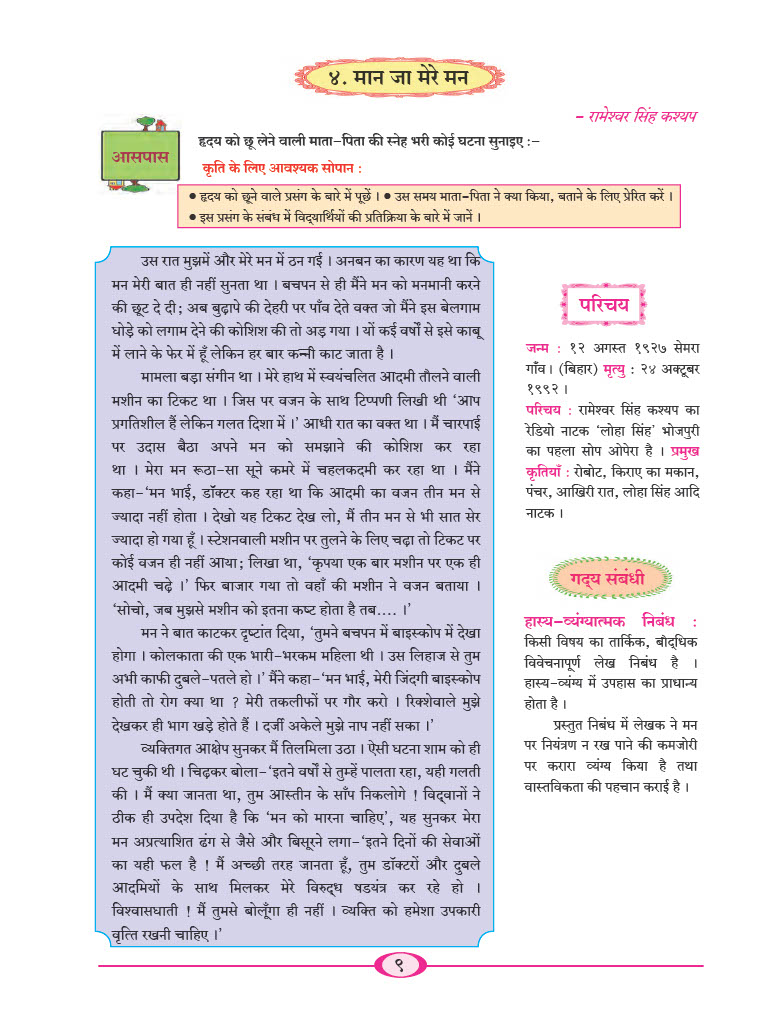 ४. मान जा मेरे मन
– रामेश्वर सिंह कश्यप
आसपास
हृदय को छू लेने वाली माता-पिता की स्नेह भरी कोई घटना सुनाइए :–
कृति के लिए आवश्यक सोपान :
• हृदय को छूने वाले प्रसंग के बारे में पूछें । • उस समय माता-पिता ने क्या किया, बताने के लिए प्रेरित करें ।
• इस प्रसंग के संबंध में विद्यार्थियों की प्रतिक्रिया के बारे में जानें ।
उस रात मुझमें और मेरे मन में ठन गई । अनबन का कारण यह था कि
मन मेरी बात ही नहीं सुनता था । बचपन से ही मैंने मन को मनमानी करने
की छूट दे दी; अब बुढ़ापे की देहरी पर पाँव देते वक्त जो मैंने इस बेलगाम
घोड़े को लगाम देने की कोशिश की तो अड़ गया । यों कई वर्षों से इसे काबू
में लाने के फेर में हूँ लेकिन हर बार कन्नी काट जाता है ।
मामला बड़ा संगीन था । मेरे हाथ में स्वयंचलित आदमी तौलने वाली
मशीन का टिकट था । जिस पर वजन के साथ टिप्पणी लिखी थी ‘आप
प्रगतिशील हैं लेकिन गलत दिशा में ।’ आधी रात का वक्त था । मैं चारपाई
पर उदास बैठा अपने मन को समझाने की कोशिश कर रहा
था । मेरा मन रूठा-सा सूने कमरे में चहलकदमी कर रहा था । मैंने
कहा-‘मन भाई, डॉक्टर कह रहा था कि आदमी का वजन तीन मन से
ज्यादा नहीं होता । देखो यह टिकट देख लो, मैं तीन मन से भी सात सेर
ज्यादा हो गया हूँ । स्टेशनवाली मशीन पर तुलने के लिए चढ़ा तो टिकट पर
कोई वजन ही नहीं आया; लिखा था, ‘कृपया एक बार मशीन पर एक ही
आदमी चढ़े ।’ फिर बाजार गया तो वहाँ की मशीन ने वजन बताया ।
‘सोचो, जब मुझसे मशीन को इतना कष्ट होता है तब.... ।’
मन ने बात काटकर दृष्टांत दिया, ‘तुमने बचपन में बाइस्कोप में देखा
होगा । कोलकाता की एक भारी-भरकम महिला थी । उस लिहाज से तुम
अभी काफी दुबले-पतले हो ।’ मैंने कहा-‘मन भाई, मेरी जिंदगी बाइस्कोप
होती तो रोग क्या था ? मेरी तकलीफों पर गौर करो । रिक्शेवाले मुझे
देखकर ही भाग खड़े होते हैं । दर्जी अकेले मुझे नाप नहीं सका ।’
व्यक्तिगत आक्षेप सुनकर मैं तिलमिला उठा । ऐसी घटना शाम को ही
घट चुकी थी । चिढ़कर बोला-‘इतने वर्षों से तुम्हें पालता रहा, यही गलती
की । मैं क्या जानता था, तुम आस्तीन के साँप निकलोगे ! विद्वानों ने
ठीक ही उपदेश दिया है कि ‘मन को मारना चाहिए’, यह सुनकर मेरा
मन अप्रत्याशित ढंग से जैसे और बिसूरने लगा-‘इतने दिनों की सेवाओं
का यही फल है ! मैं अच्छी तरह जानता हूँ, तुम डॉक्टरों और दुबले
आदमियों के साथ मिलकर मेरे विरुद्ध षडयंत्र कर रहे हो ।
विश्वासघाती ! मैं तुमसे बोलूँगा ही नहीं । व्यक्ति को हमेशा उपकारी
वृत्ति रखनी चाहिए ।’
परिचय
जन्म : १२ अगस्त १९२७ सेमरा
गाँव । (बिहार) मृत्यु : २४ अक्टूबर
१९९२ ।
परिचय : रामेश्वर सिंह कश्यप का
रेडियो नाटक ‘लोहा सिंह’ भोजपुरी
का पहला सोप ओपेरा है । प्रमुख
कृतियाँ : रोबोट, किराए का मकान,
पंचर, आखिरी रात, लोहा सिंह आदि
नाटक ।
गद्य संबंधी
हास्य-व्यंग्यात्मक निबंध :
किसी विषय का तार्किक, बौद्धिक
विवेचनापूर्ण लेख निबंध है ।
हास्य-व्यंग्य में उपहास का प्राधान्य
होता है ।
प्रस्तुत निबंध में लेखक ने मन
पर नियंत्रण न रख पाने की कमजोरी
पर करारा व्यंग्य किया है तथा
वास्तविकता की पहचान कराई है ।
९